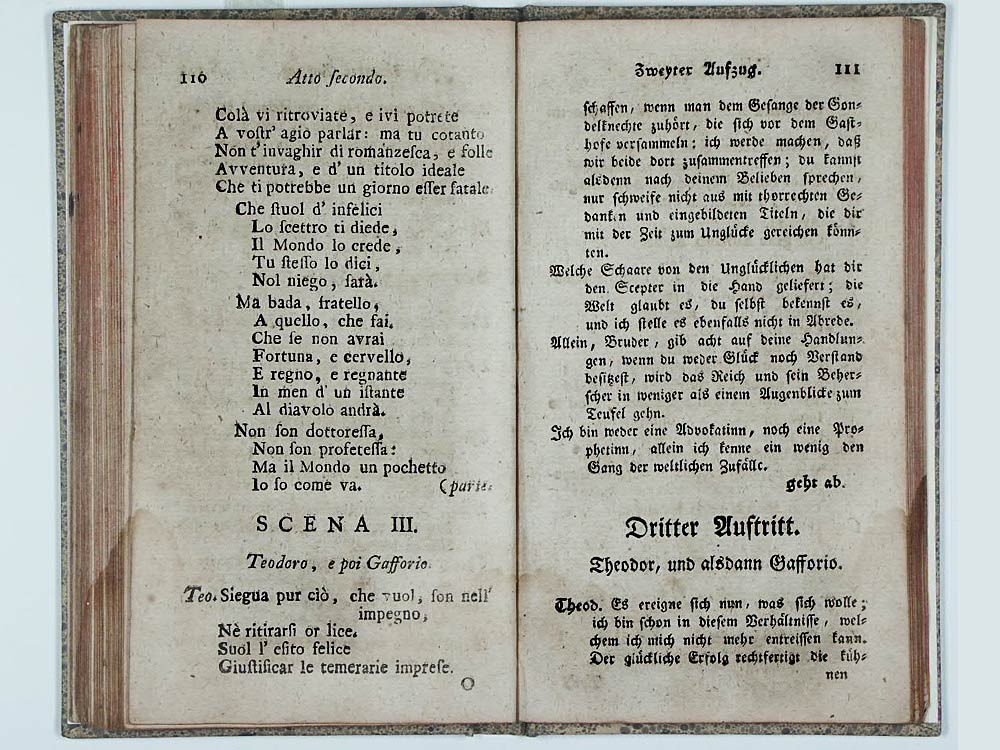 110 Atto ſecondo.
Colà vi ritroviate, e ivi potrete
A voſtr' agio parlar: ma tu cotanto
Non t'invaghir di romanzeſca, e folle
Avventura, e d' un titolo ideale
Che ti potrebbe un giorno eſſer fatale.
Che ſtuol d' infelici
Lo ſcettro ti diede,
Il Mondo lo crede,
Tu ſteſſo lo dici,
Nol niego, ſarà.
Ma bada, fratello,
A quello, che fai.
Che ſe non avrai
Fortuna, e cervello,
E regno, e regnante
In men d' un iſtante
Al diavolo andrà.
Non ſon dottoreſſa,
Non ſon profeteſſa:
Ma il Mondo un pochetto
Io ſo come va. (parte.
SCENA III.
Teodoro, e poi Gafforio.
Teo. Siegua pur ciò, che vuol, ſon nell'
impegno,
Nè ritirarſi or lice.
Suol l' eſito felice
Giuſtificar le temerarie impreſe.
O
Zweyter Aufzug. 111
ſchaffen, wenn man dem Geſange der Gon-
delknechte zuhört, die ſich vor dem Gaſt-
hofe verſammeln; ich werde machen, daß
wir beide dort zuſammentreffen; du kannſt
alsdenn nach deinem Belieben ſprechen,
nur ſchweife nicht aus mit thorrechten Ge-
danken und eingebildeten Titeln, die dir
mit der Zeit zum Unglücke gereichen könn-
ten.
Welche Schaare von den Unglücklichen hat dir
den Scepter in die Hand geliefert; die
Welt glaubt es, du ſelbſt bekennſt es,
und ich ſtelle es ebenfalls nicht in Abrede.
Allein, Bruder, gib acht auf deine Handlun-
gen, wenn du weder Glück noch Verſtand
beſitzeſt, wird das Reich und ſein Beher-
ſcher in weniger als einem Augenblicke zum
Teufel gehn.
Ich bin weder eine Advokatinn, noch eine Pro-
phetinn, allein ich kenne ein wenig den
Gang der weltlichen Zufälle.
geht ab.
Dritter Auftritt.
Theodor, und alsdann Gafforio.
Theod. Es ereigne ſich nun, was ſich wolle;
ich bin ſchon in dieſem Verhältniſſe, wel-
chem ich mich nicht mehr entreiſſen kann.
Der glückliche Erfolg rechtfertigt die küh-
nen